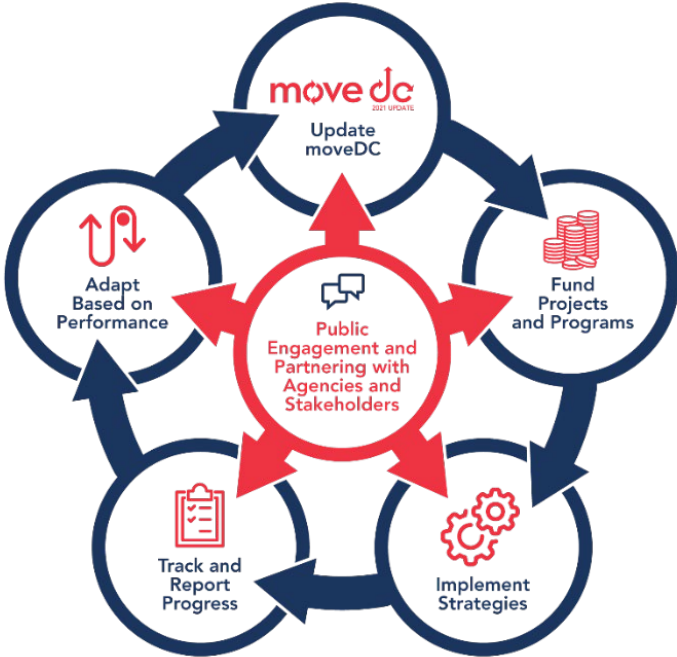 move dc
2021 UPDATE
Update
moveDC
Fund
Projects
and Programs
Implement
Strategies
Track and
Report
Progress
Adapt
Based on
Performance
Public
Engagement and
Partnering with
Agencies and
Stakeholders